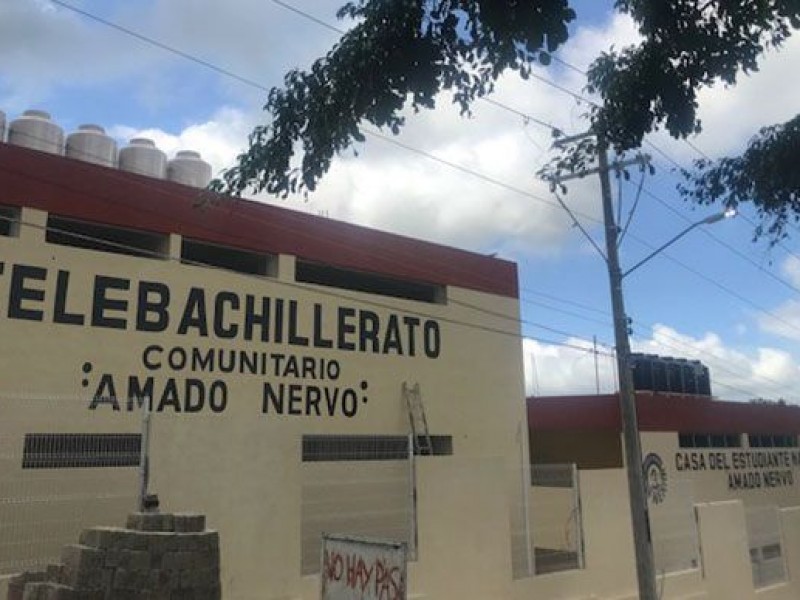 TELEBACHILLERATO
COMUNITARIO
:AMADO NERVO:
CASA DEL ESTUDIANTE
AMADO NERVO
NO HAY PAS